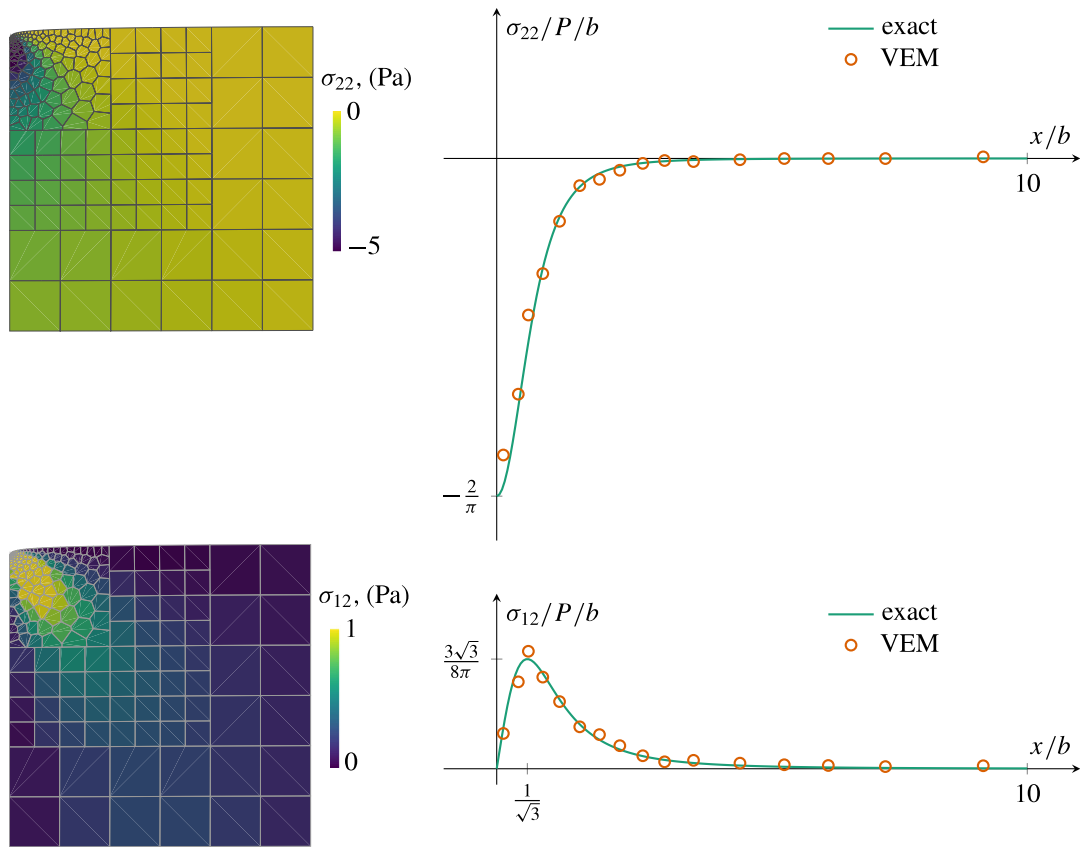 σ₂₂, (Pa)
0
−5
σ₂₂/P/b
exact
VEM
x/b
10
−2/π
σ₁₂, (Pa)
1
0
σ₁₂/P/b
exact
VEM
3√3/8π
x/b
1/√3
10